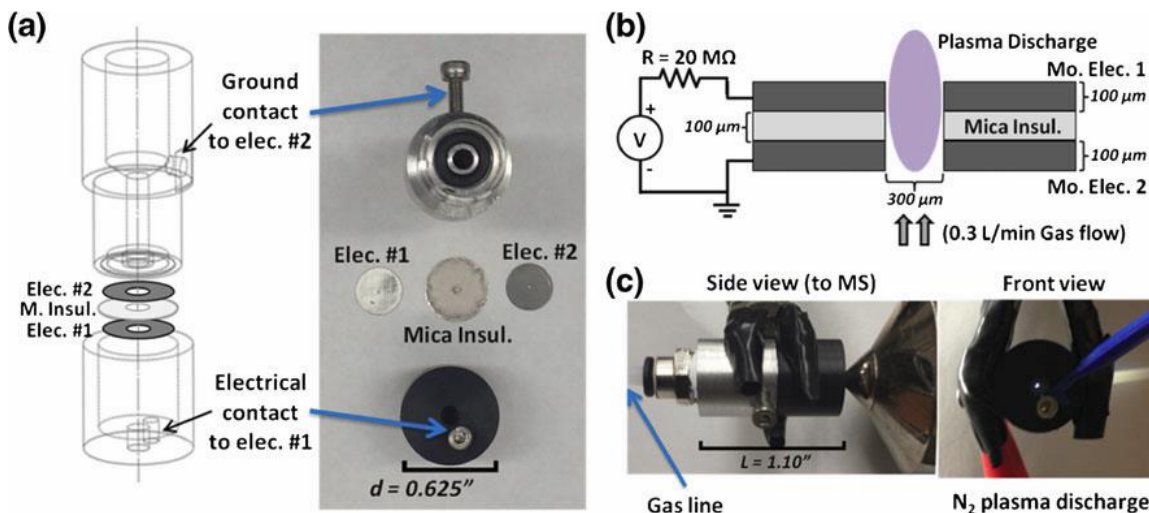 (a)
Ground
contact
to elec. #2
Elec. #2
M. Insul.
Elec. #1
Electrical
contact
to elec. #1
Elec. #1
Elec. #2
Mica Insul.
d = 0.625”
(b)
Plasma Discharge
R = 20 MΩ
Mo. Elec. 1
100 µm
+
V
-
100 µm
Mica Insul.
100 µm
Mo. Elec. 2
300 µm
(0.3 L/min Gas flow)
(c)
Side view (to MS)
Front view
L = 1.10”
Gas line
N₂ plasma discharge